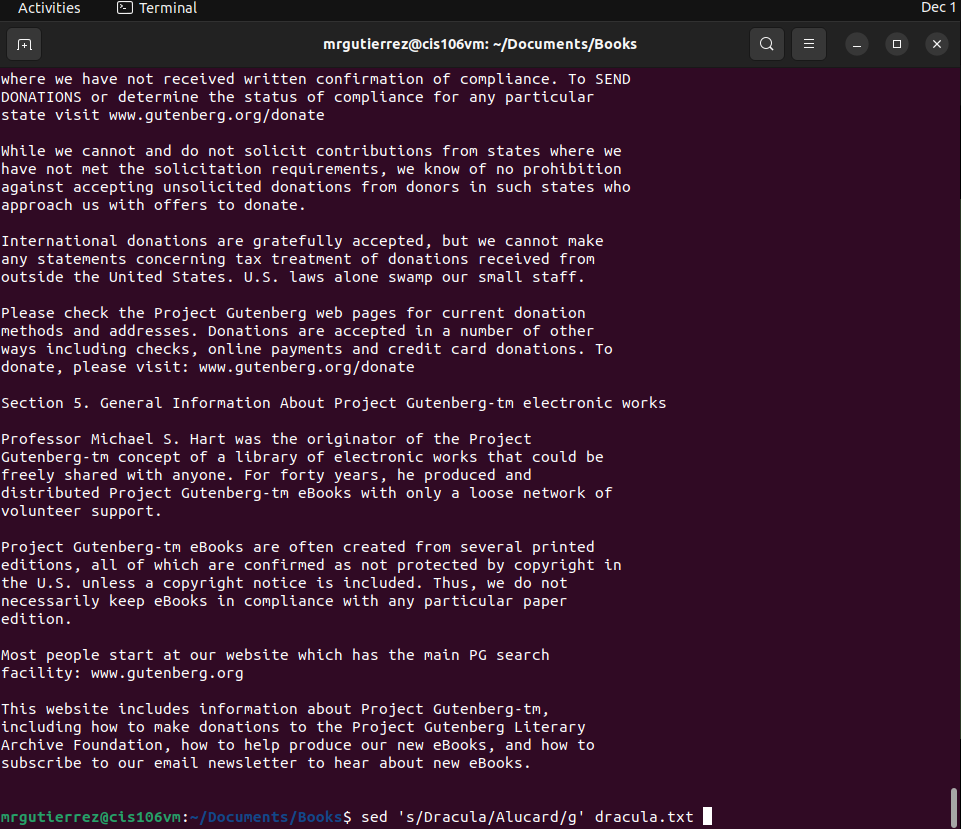 Activities Terminal Dec 1
mrgutierrez@cis106vm: ~/Documents/Books
where we have not received written confirmation of compliance. To SEND
DONATIONS or determine the status of compliance for any particular
state visit www.gutenberg.org/donate
While we cannot and do not solicit contributions from states where we
have not met the solicitation requirements, we know of no prohibition
against accepting unsolicited donations from donors in such states who
approach us with offers to donate.
International donations are gratefully accepted, but we cannot make
any statements concerning tax treatment of donations received from
outside the United States. U.S. laws alone swamp our small staff.
Please check the Project Gutenberg web pages for current donation
methods and addresses. Donations are accepted in a number of other
ways including checks, online payments and credit card donations. To
donate, please visit: www.gutenberg.org/donate
Section 5. General Information About Project Gutenberg-tm electronic works
Professor Michael S. Hart was the originator of the Project
Gutenberg-tm concept of a library of electronic works that could be
freely shared with anyone. For forty years, he produced and
distributed Project Gutenberg-tm eBooks with only a loose network of
volunteer support.
Project Gutenberg-tm eBooks are often created from several printed
editions, all of which are confirmed as not protected by copyright in
the U.S. unless a copyright notice is included. Thus, we do not
necessarily keep eBooks in compliance with any particular paper
edition.
Most people start at our website which has the main PG search
facility: www.gutenberg.org
This website includes information about Project Gutenberg-tm,
including how to make donations to the Project Gutenberg Literary
Archive Foundation, how to help produce our new eBooks, and how to
subscribe to our email newsletter to hear about new eBooks.
mrgutierrez@cis106vm:~/Documents/Books$ sed 's/Dracula/Alucard/g' dracula.txt